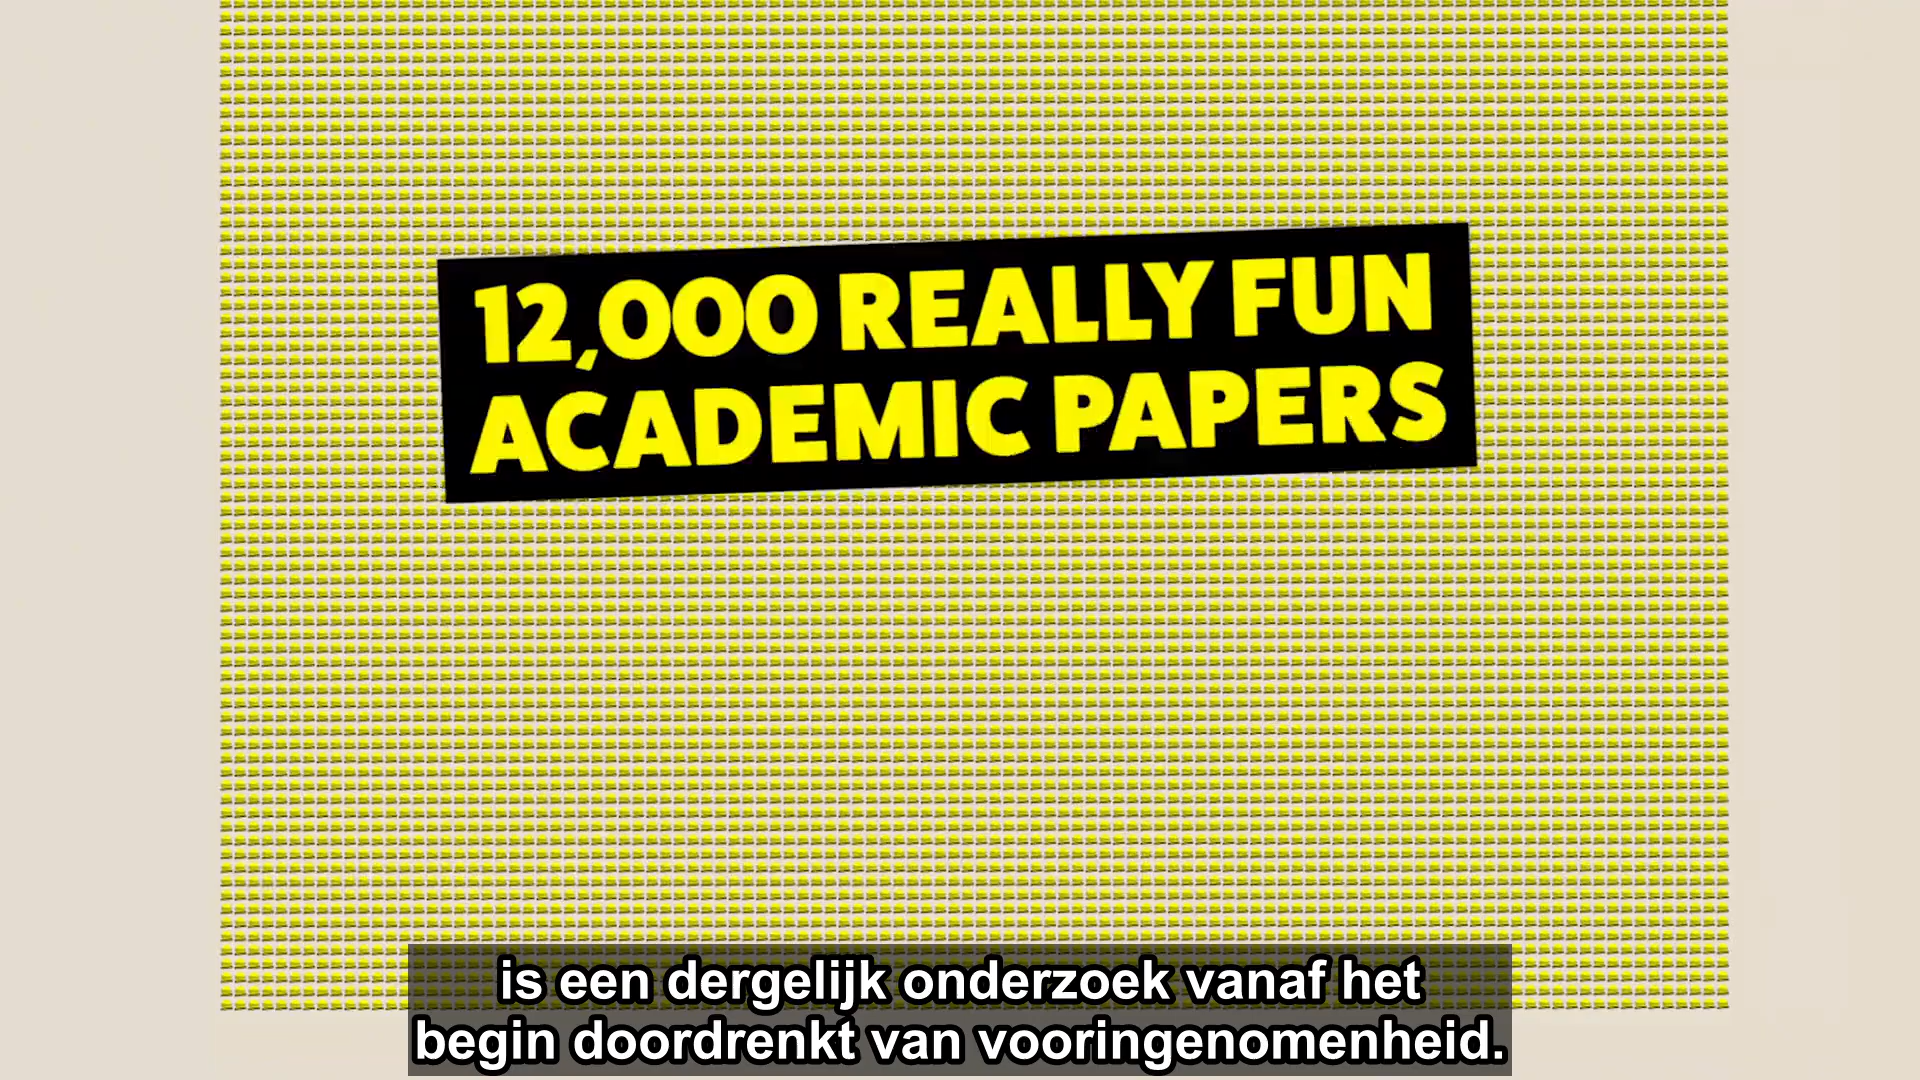 12,000 REALLY FUN
ACADEMIC PAPERS
is een dergelijk onderzoek vanaf het
begin doordrenkt van vooringenomenheid.